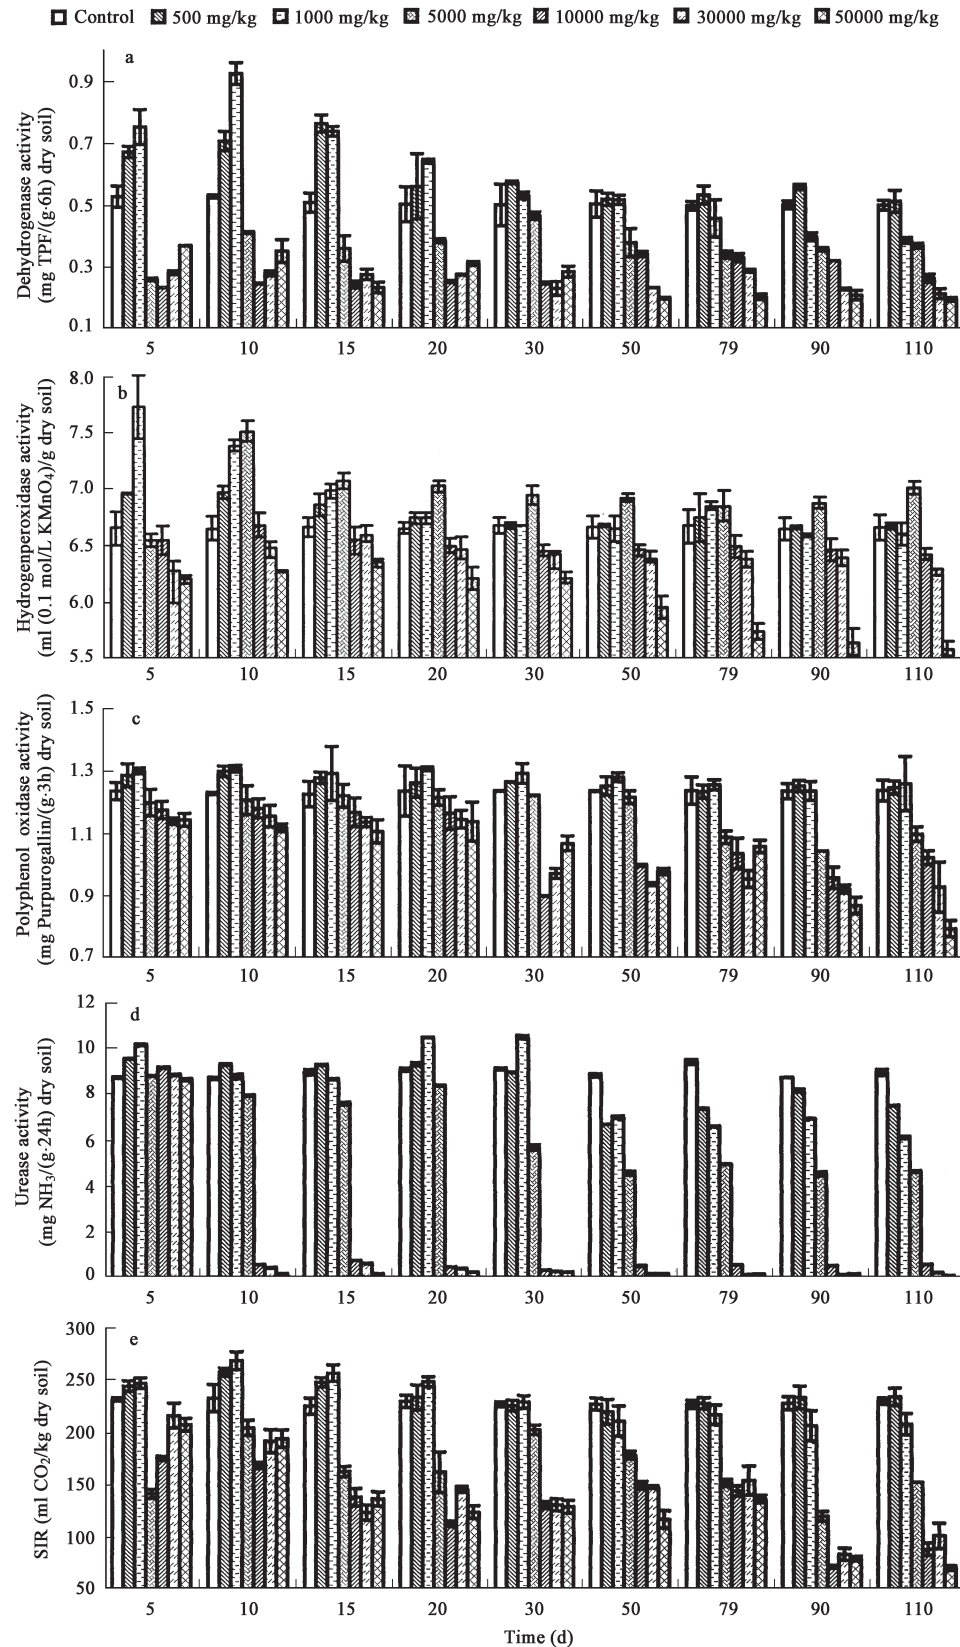 Control 500 mg/kg 1000 mg/kg 5000 mg/kg 10000 mg/kg 30000 mg/kg 50000 mg/kg
a
Dehydrogenase activity
(mg TPF/(g·6h) dry soil)
0.9
0.7
0.5
0.3
0.1
5 10 15 20 30 50 79 90 110
b
Hydrogenperoxidase activity
(ml (0.1 mol/L KMnO4)/g dry soil)
8.0
7.5
7.0
6.5
6.0
5.5
5 10 15 20 30 50 79 90 110
c
Polyphenol oxidase activity
(mg Purpurogallin/(g·3h) dry soil)
1.5
1.3
1.1
0.9
0.7
5 10 15 20 30 50 79 90 110
d
Urease activity
(mg NH3/(g·24h) dry soil)
12
10
8
6
4
2
0
5 10 15 20 30 50 79 90 110
e
SIR (ml CO2/kg dry soil)
300
250
200
150
100
50
5 10 15 20 30 50 79 90 110
Time (d)